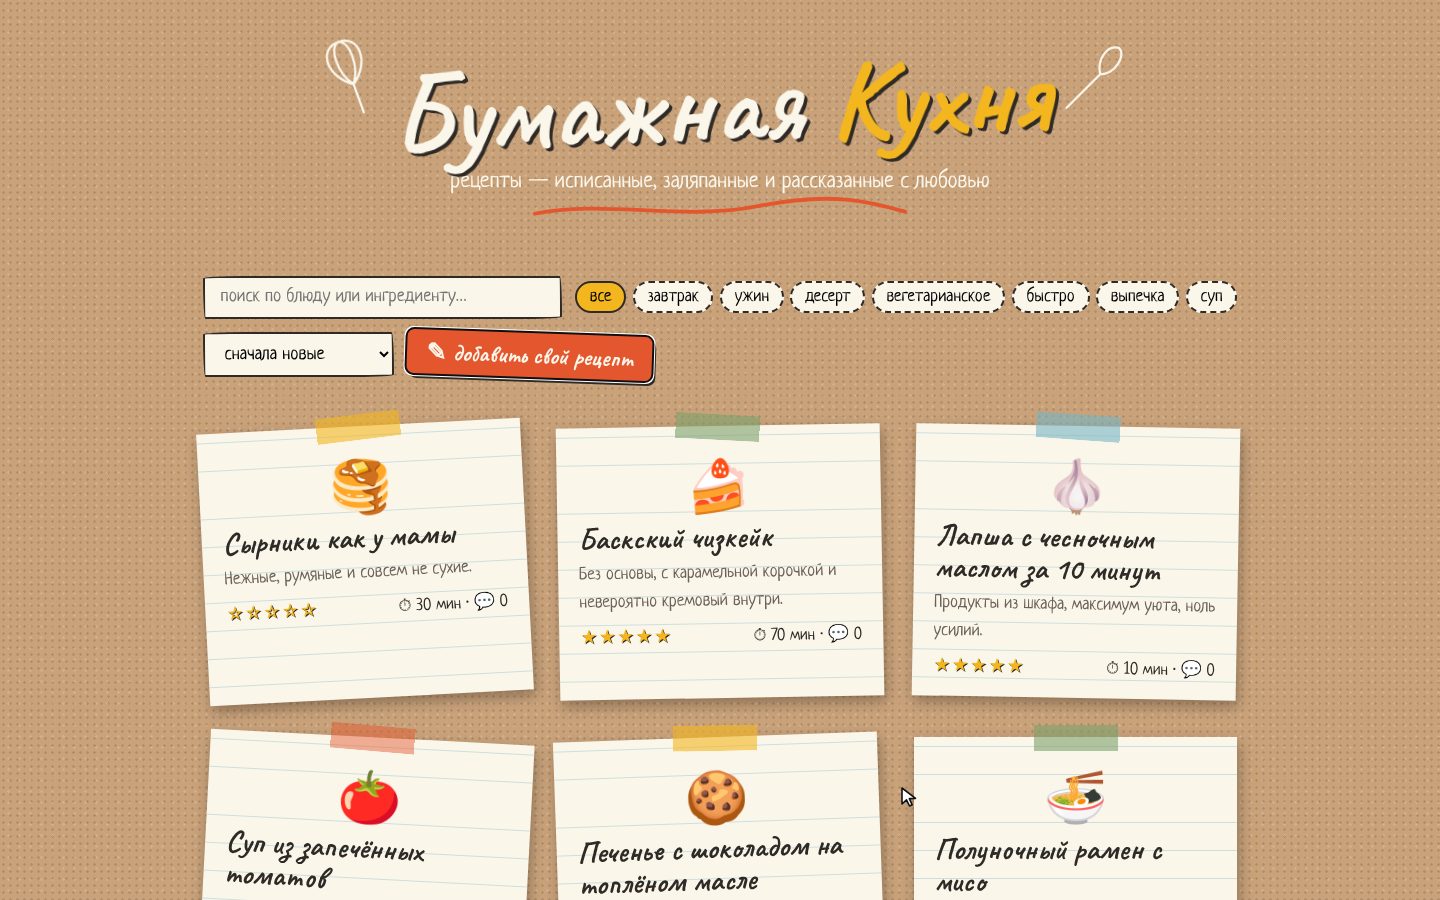 Бумажная Кухня
рецепты — исписанные, заляпанные и рассказанные с любовью
поиск по блюду или ингредиенту...
все
завтрак
ужин
десерт
вегетарианское
быстро
выпечка
суп
сначала новые
✎ добавить свой рецепт
Сырники как у мамы
Нежные, румяные и совсем не сухие.
★★★★★
⏱ 30 мин · 💬 0
Баскский чизкейк
Без основы, с карамельной корочкой и
невероятно кремовый внутри.
★★★★★
⏱ 70 мин · 💬 0
Лапша с чесночным
маслом за 10 минут
Продукты из шкафа, максимум уюта, ноль
усилий.
★★★★★
⏱ 10 мин · 💬 0
Суп из запечённых
томатов
Печенье с шоколадом на
топлёном масле
Полуночный рамен с
мисо